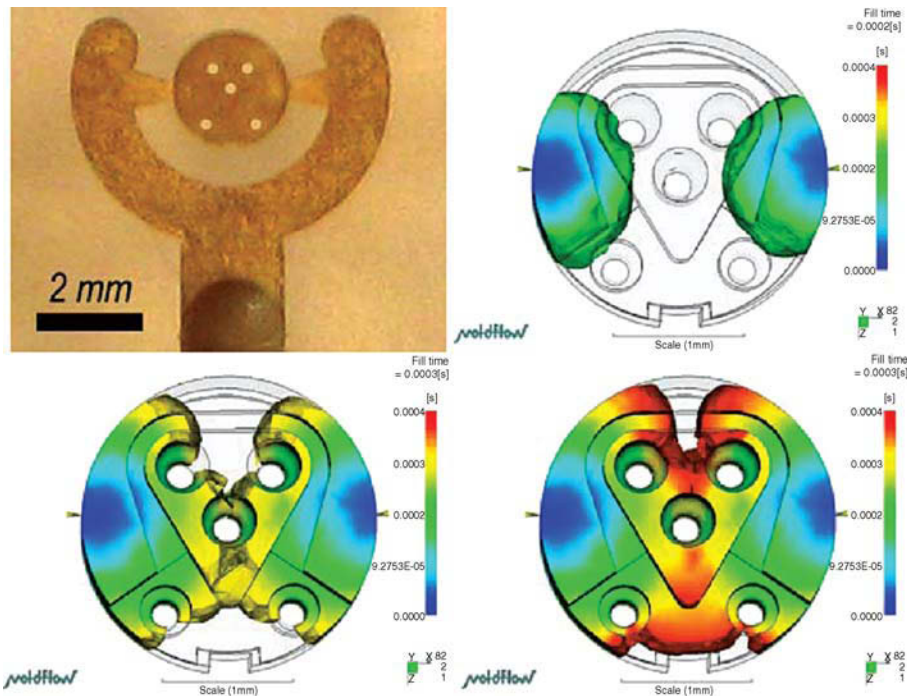 2 mm
Fill time
= 0.0002[s]
[s]
0.0004
0.0003
0.0002
9.2753E-05
0.0000
Scale (1mm)
moldflow
Y X 82
2
Z 1
Fill time
= 0.0003[s]
[s]
0.0004
0.0003
0.0002
9.2753E-05
0.0000
Scale (1mm)
moldflow
Y X 82
2
Z 1
Fill time
= 0.0003[s]
[s]
0.0004
0.0003
0.0002
9.2753E-05
0.0000
Scale (1mm)
moldflow
Y X 82
2
Z 1